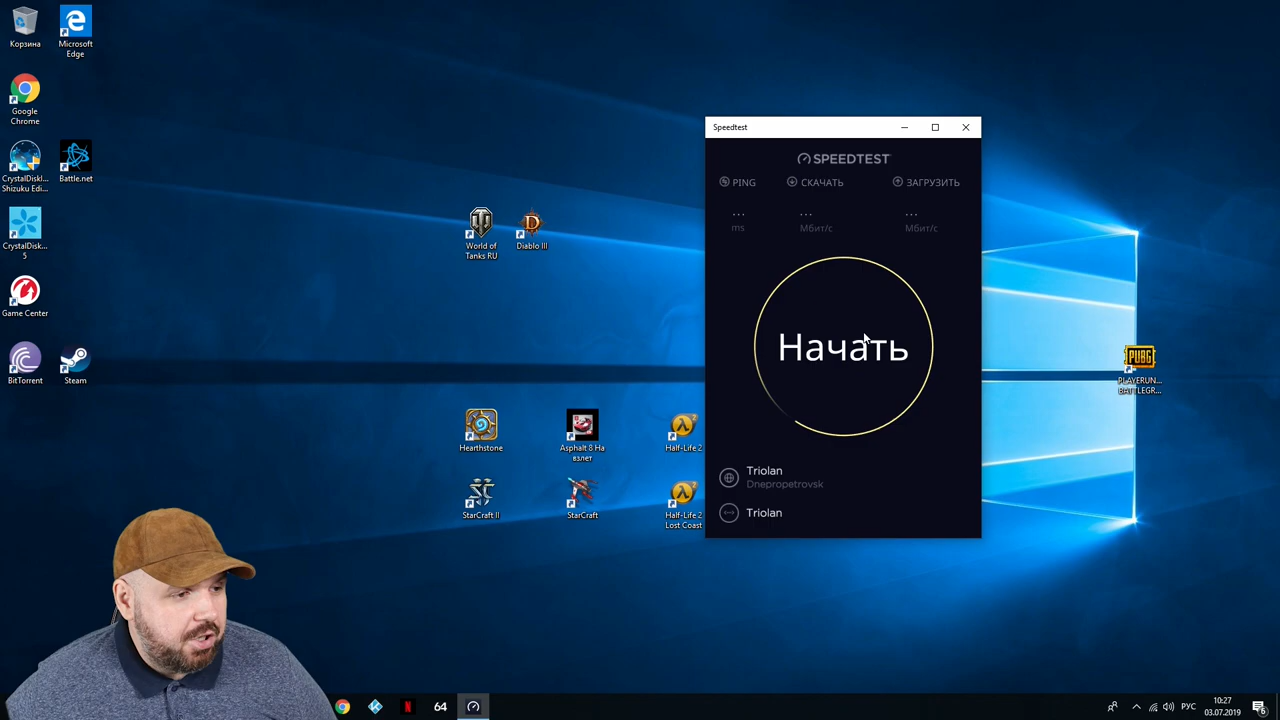 Корзина
Microsoft
Edge
Google
Chrome
CrystalDiskI...
Shizuku Edi...
Battle.net
CrystalDisk...
5
Game Center
BitTorrent
Steam
World of
Tanks RU
Diablo III
Hearthstone
Asphalt 8 На
взлет
Half-Life 2
StarCraft II
StarCraft
Half-Life 2
Lost Coast
Speedtest
SPEEDTEST
PING
СКАЧАТЬ
ЗАГРУЗИТЬ
... ... ...
ms
Мбит/с
Мбит/с
Начать
Triolan
Dnepropetrovsk
Triolan
PUBG
PLAYERUN...
BATTLEGR...
N
64
РУС
10:27
03.07.2019
6